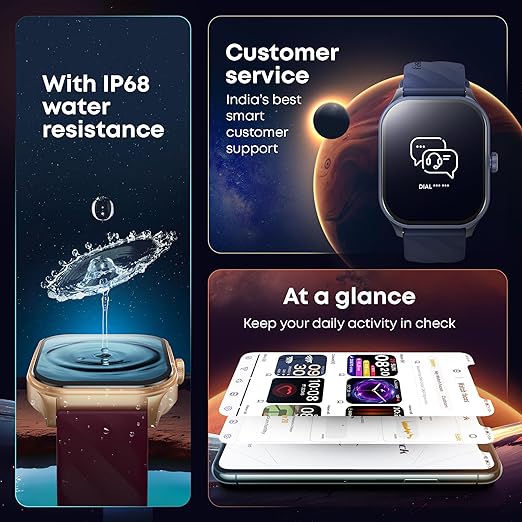 With IP68
water
resistance
Customer
service
India's best
smart
customer
support
DIAL *** ***
At a glance
Keep your daily activity in check